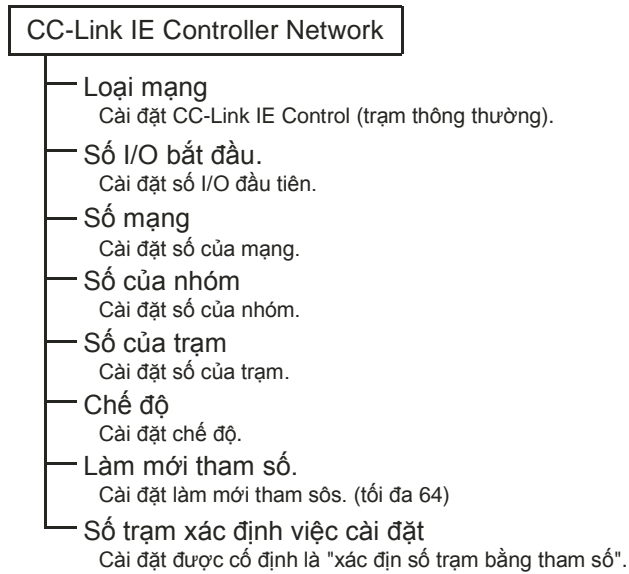 CC-Link IE Controller Network
Loại mạng
Cài đặt CC-Link IE Control (trạm thông thường).
Số I/O bắt đầu.
Cài đặt số I/O đầu tiên.
Số mạng
Cài đặt số của mạng.
Số của nhóm
Cài đặt số của nhóm.
Số của trạm
Cài đặt số của trạm.
Chế độ
Cài đặt chế độ.
Làm mới tham số.
Cài đặt làm mới tham sôs. (tối đa 64)
Số trạm xác định việc cài đặt
Cài đặt được cố định là "xác địn số trạm bằng tham số".